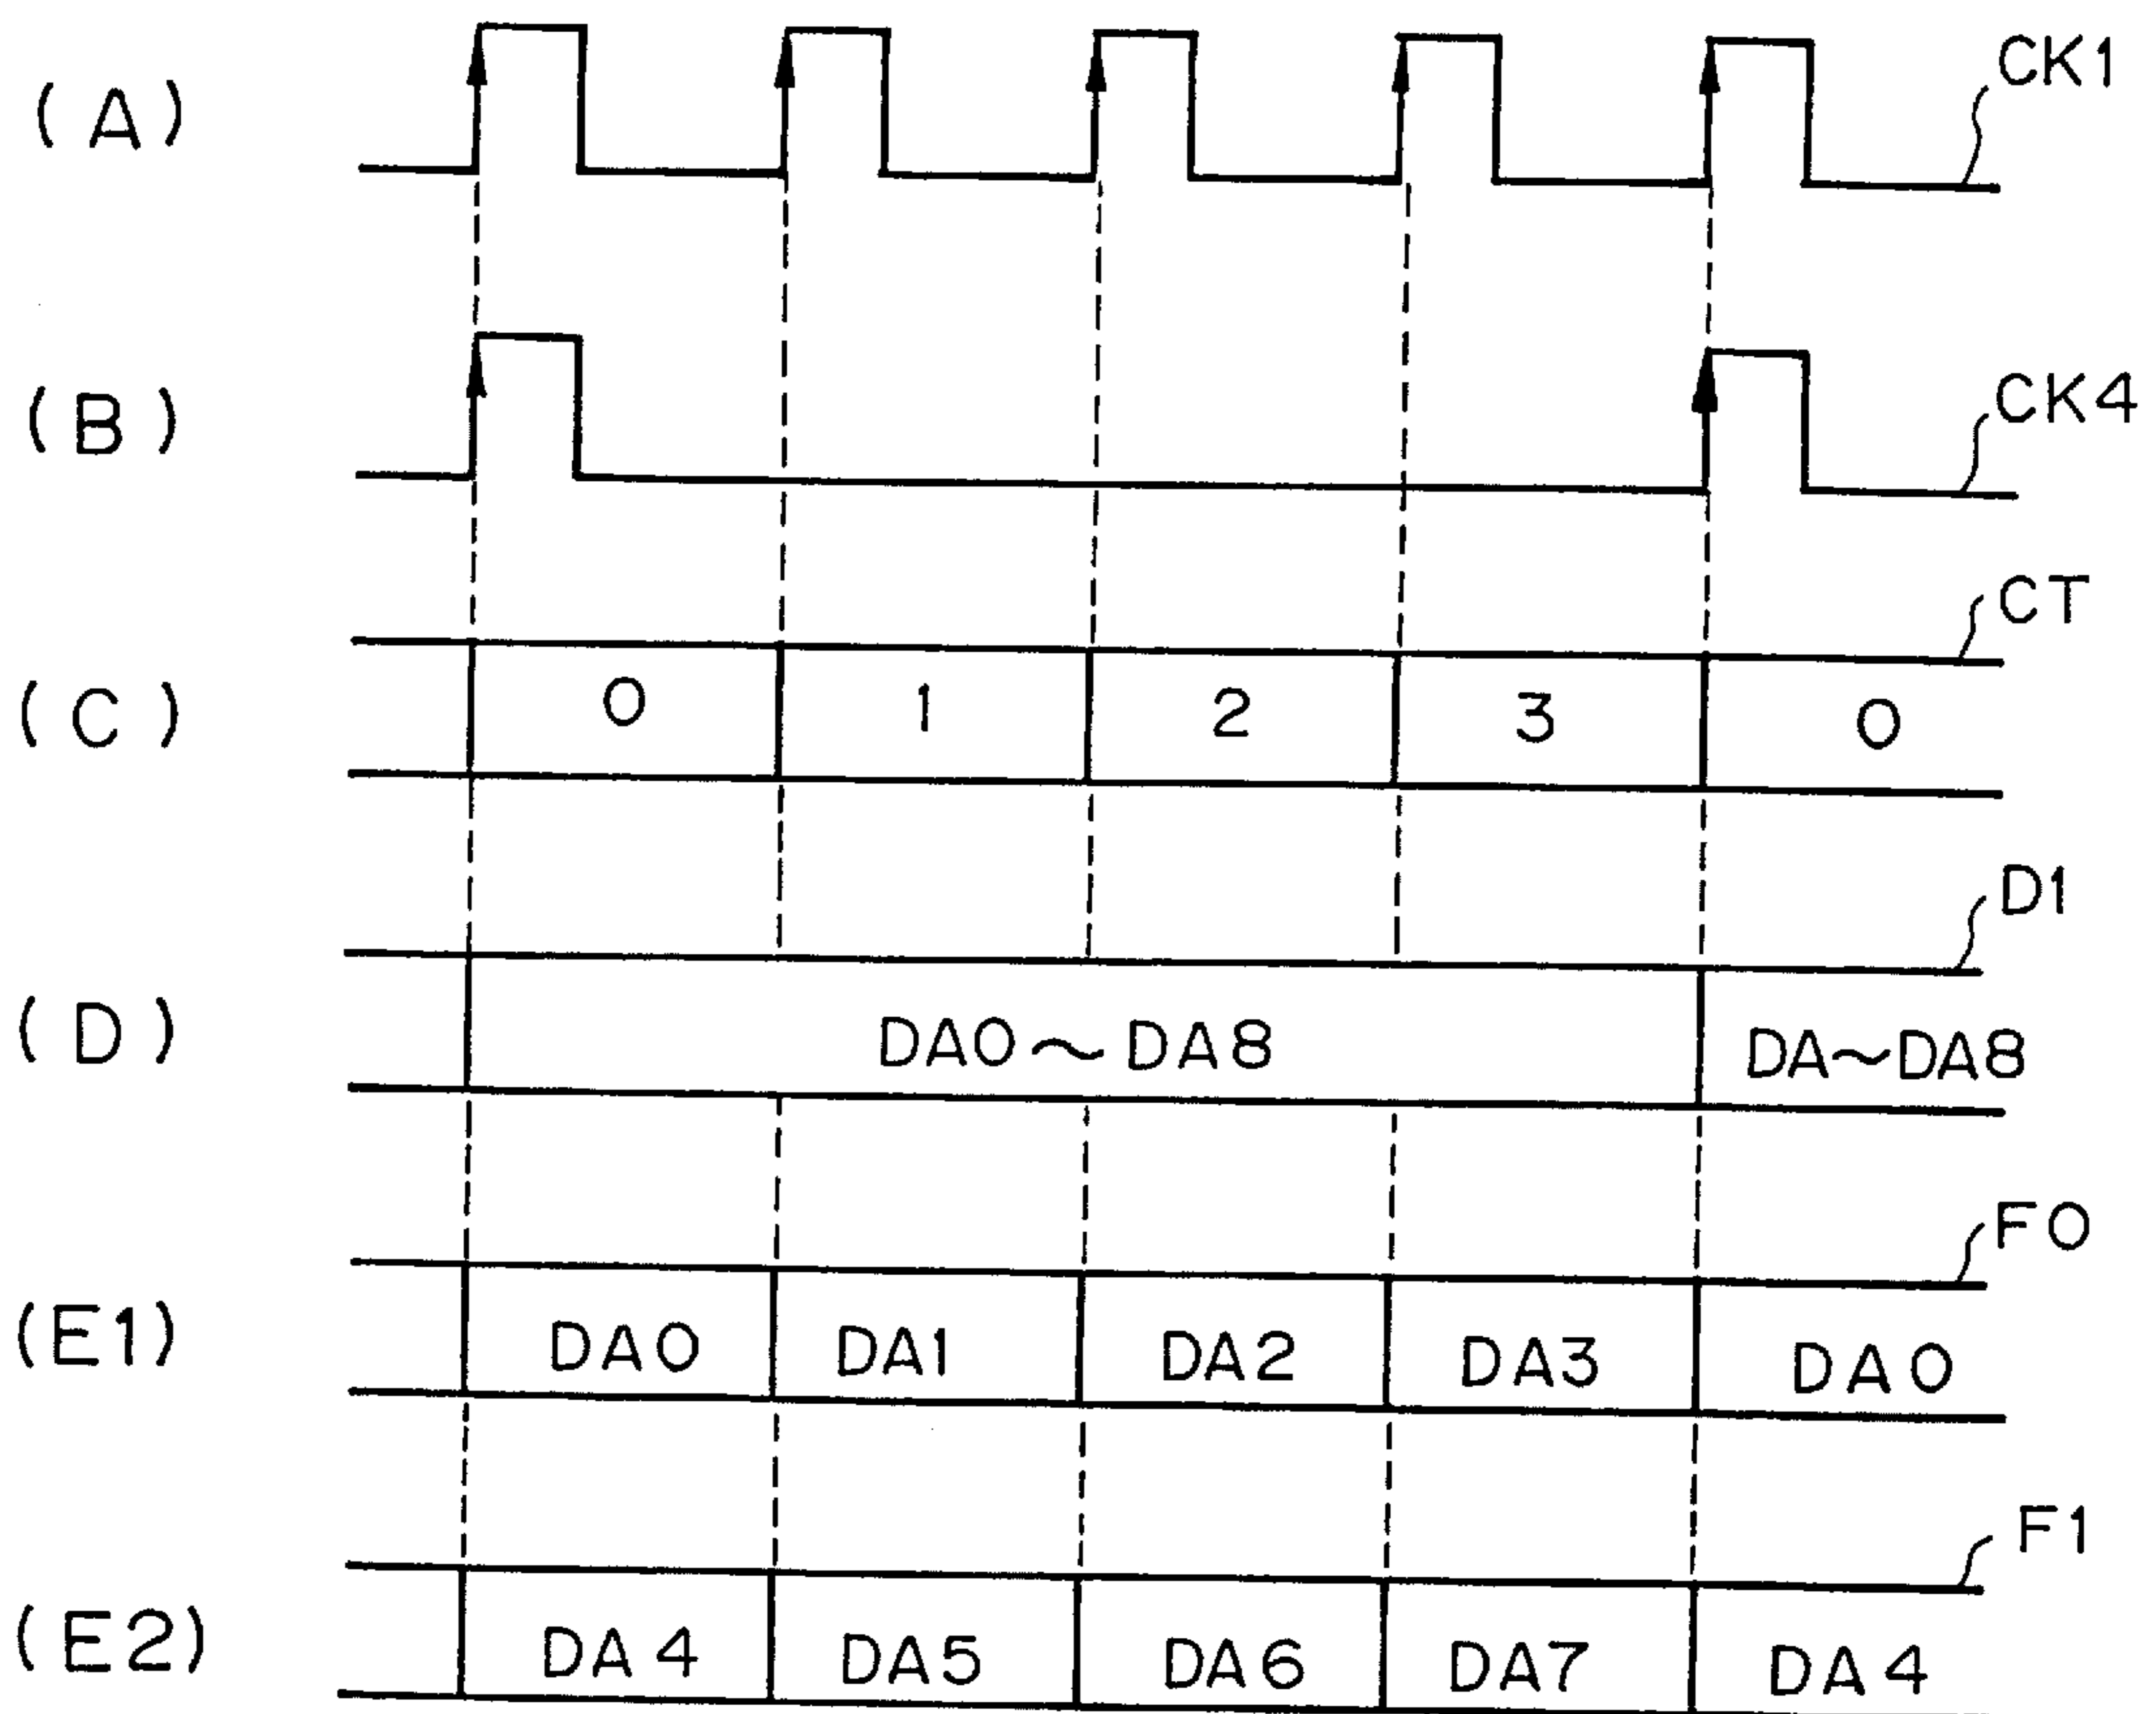 (A) CK1
(B) CK4
(C) CT
0 1 2 3 0
(D) D1
DA0~DA8 DA~DA8
(E1) F0
DA0 DA1 DA2 DA3 DA0
(E2) F1
DA4 DA5 DA6 DA7 DA4